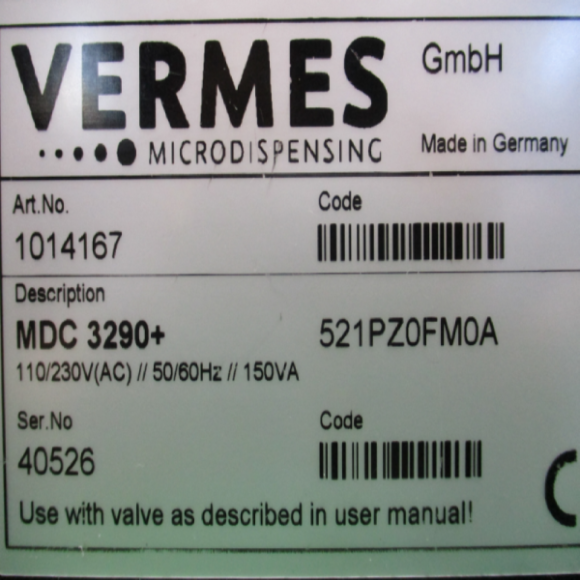 VERMES GmbH
MICRODISPENSING Made in Germany
Art.No. Code
1014167
Description
MDC 3290+ 521PZ0FM0A
110/230V(AC) // 50/60Hz // 150VA
Ser.No Code
40526
Use with valve as described in user manual!